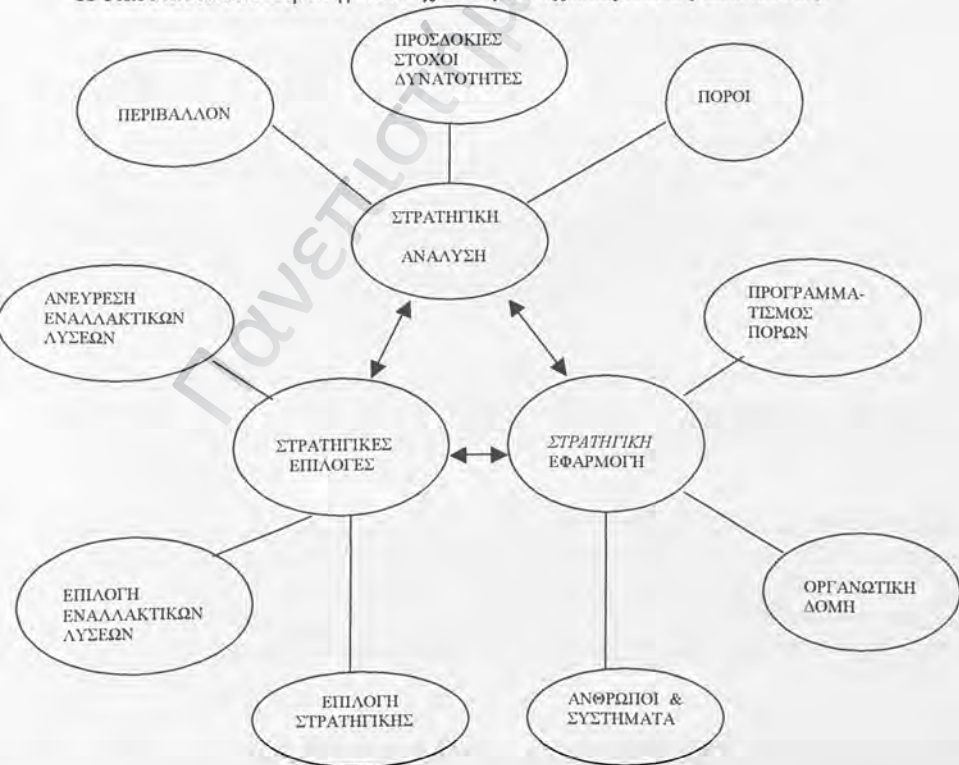 ΠΡΟΣΔΟΚΙΕΣ
ΣΤΟΧΟΙ
ΔΥΝΑΤΟΤΗΤΕΣ
ΠΕΡΙΒΑΛΛΟΝ
ΠΟΡΟΙ
ΣΤΡΑΤΗΓΙΚΗ
ΑΝΑΛΥΣΗ
ΑΝΕΥΡΕΣΗ
ΕΝΑΛΛΑΚΤΙΚΩΝ
ΛΥΣΕΩΝ
ΠΡΟΓΡΑΜΜΑ-
ΤΙΣΜΟΣ
ΠΟΡΩΝ
ΣΤΡΑΤΗΓΙΚΕΣ
ΕΠΙΛΟΓΕΣ
ΣΤΡΑΤΗΓΙΚΗ
ΕΦΑΡΜΟΓΗ
ΕΠΙΛΟΓΗ
ΕΝΑΛΛΑΚΤΙΚΩΝ
ΛΥΣΕΩΝ
ΟΡΓΑΝΩΤΙΚΗ
ΔΟΜΗ
ΕΠΙΛΟΓΗ
ΣΤΡΑΤΗΓΙΚΗΣ
ΑΝΘΡΩΠΟΙ &
ΣΥΣΤΗΜΑΤΑ